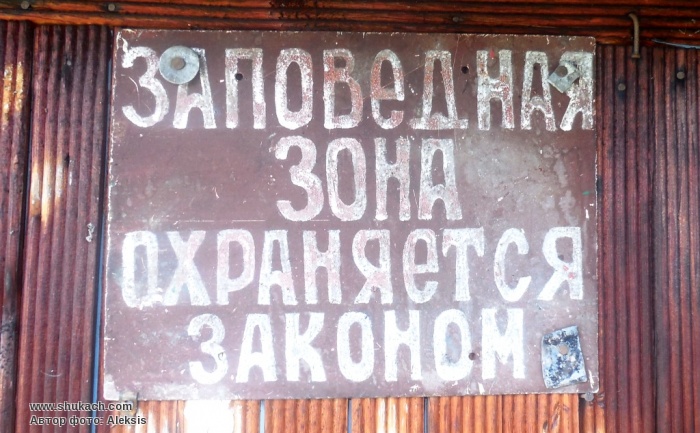 ЗАПОВЕДНАЯ
ЗОНА
ОХРАНЯЕТСЯ
ЗАКОНОМ
www.shukach.com
Автор фото: Aleksis